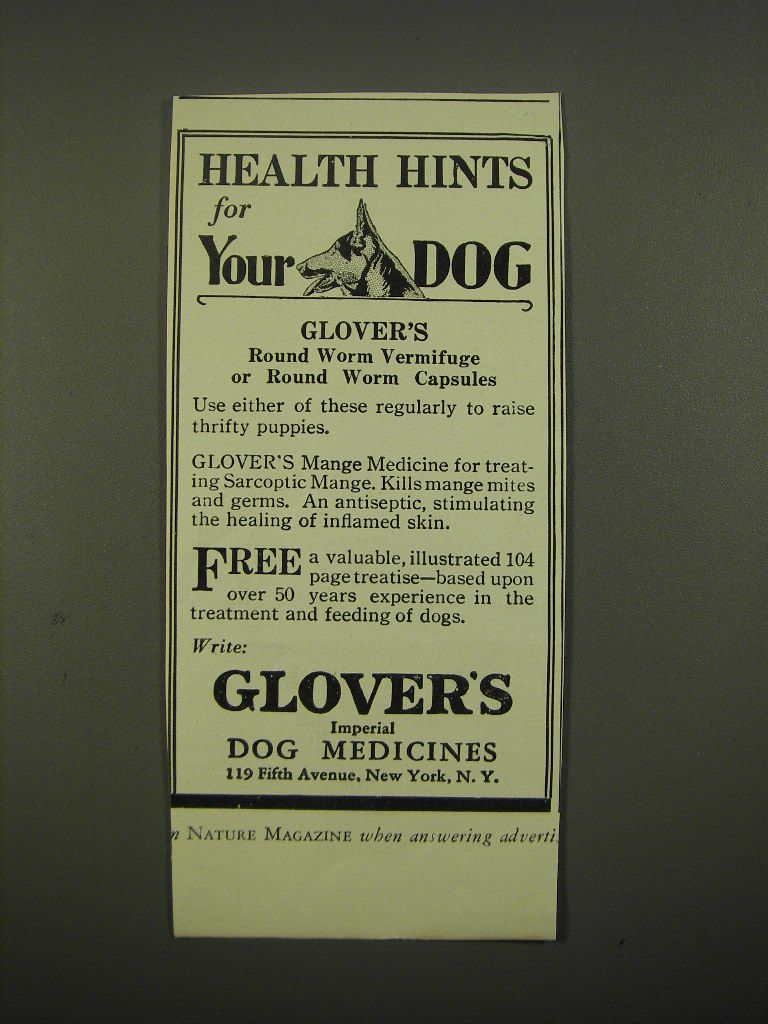 HEALTH HINTS
for
Your DOG
GLOVER'S
Round Worm Vermifuge
or Round Worm Capsules
Use either of these regularly to raise
thrifty puppies.
GLOVER'S Mange Medicine for treat-
ing Sarcoptic Mange. Kills mange mites
and germs. An antiseptic, stimulating
the healing of inflamed skin.
FREE a valuable, illustrated 104
page treatise—based upon
over 50 years experience in the
treatment and feeding of dogs.
Write:
GLOVER'S
Imperial
DOG MEDICINES
119 Fifth Avenue, New York, N. Y.
n NATURE MAGAZINE when answering adverti